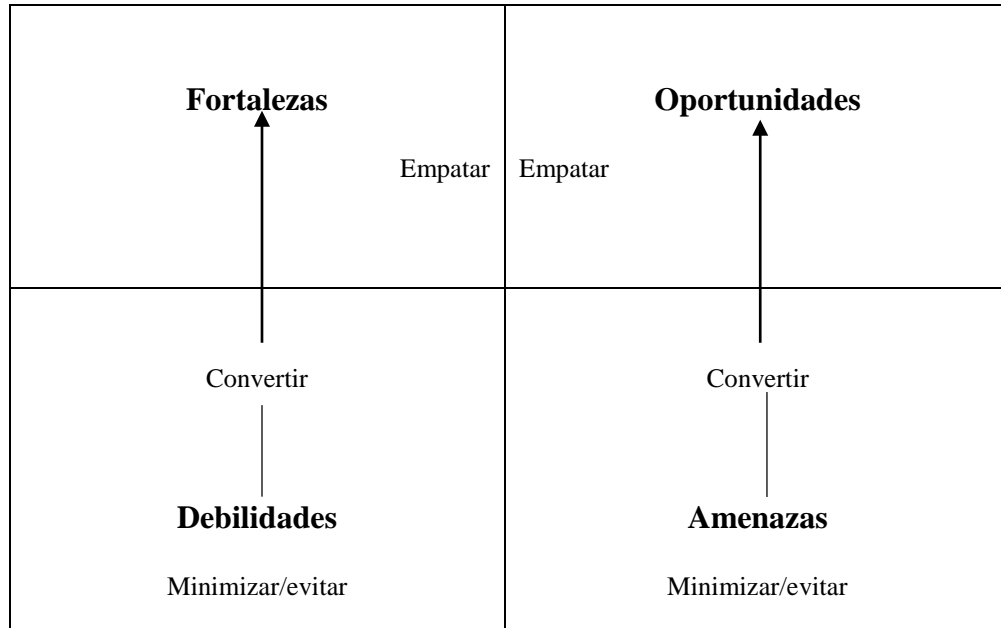 Fortalezas
Oportunidades
Empatar
Empatar
Convertir
Convertir
Debilidades
Amenazas
Minimizar/evitar
Minimizar/evitar